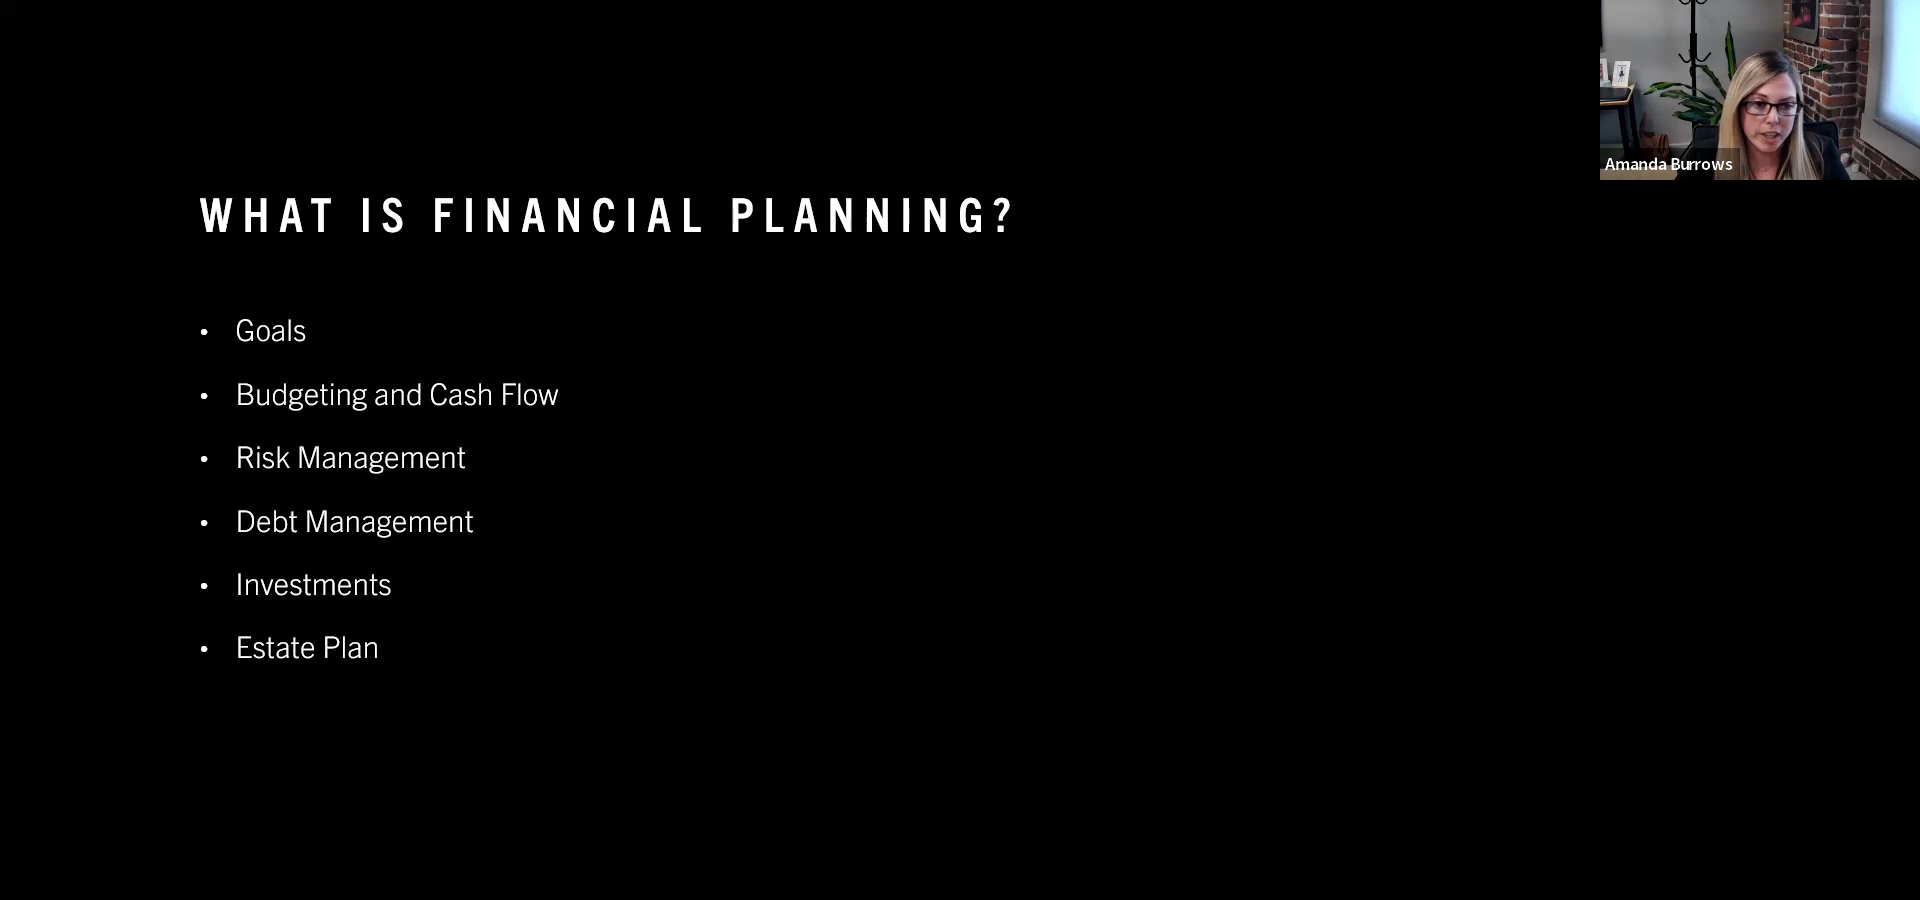 WHAT IS FINANCIAL PLANNING?
• Goals
• Budgeting and Cash Flow
• Risk Management
• Debt Management
• Investments
• Estate Plan
Amanda Burrows